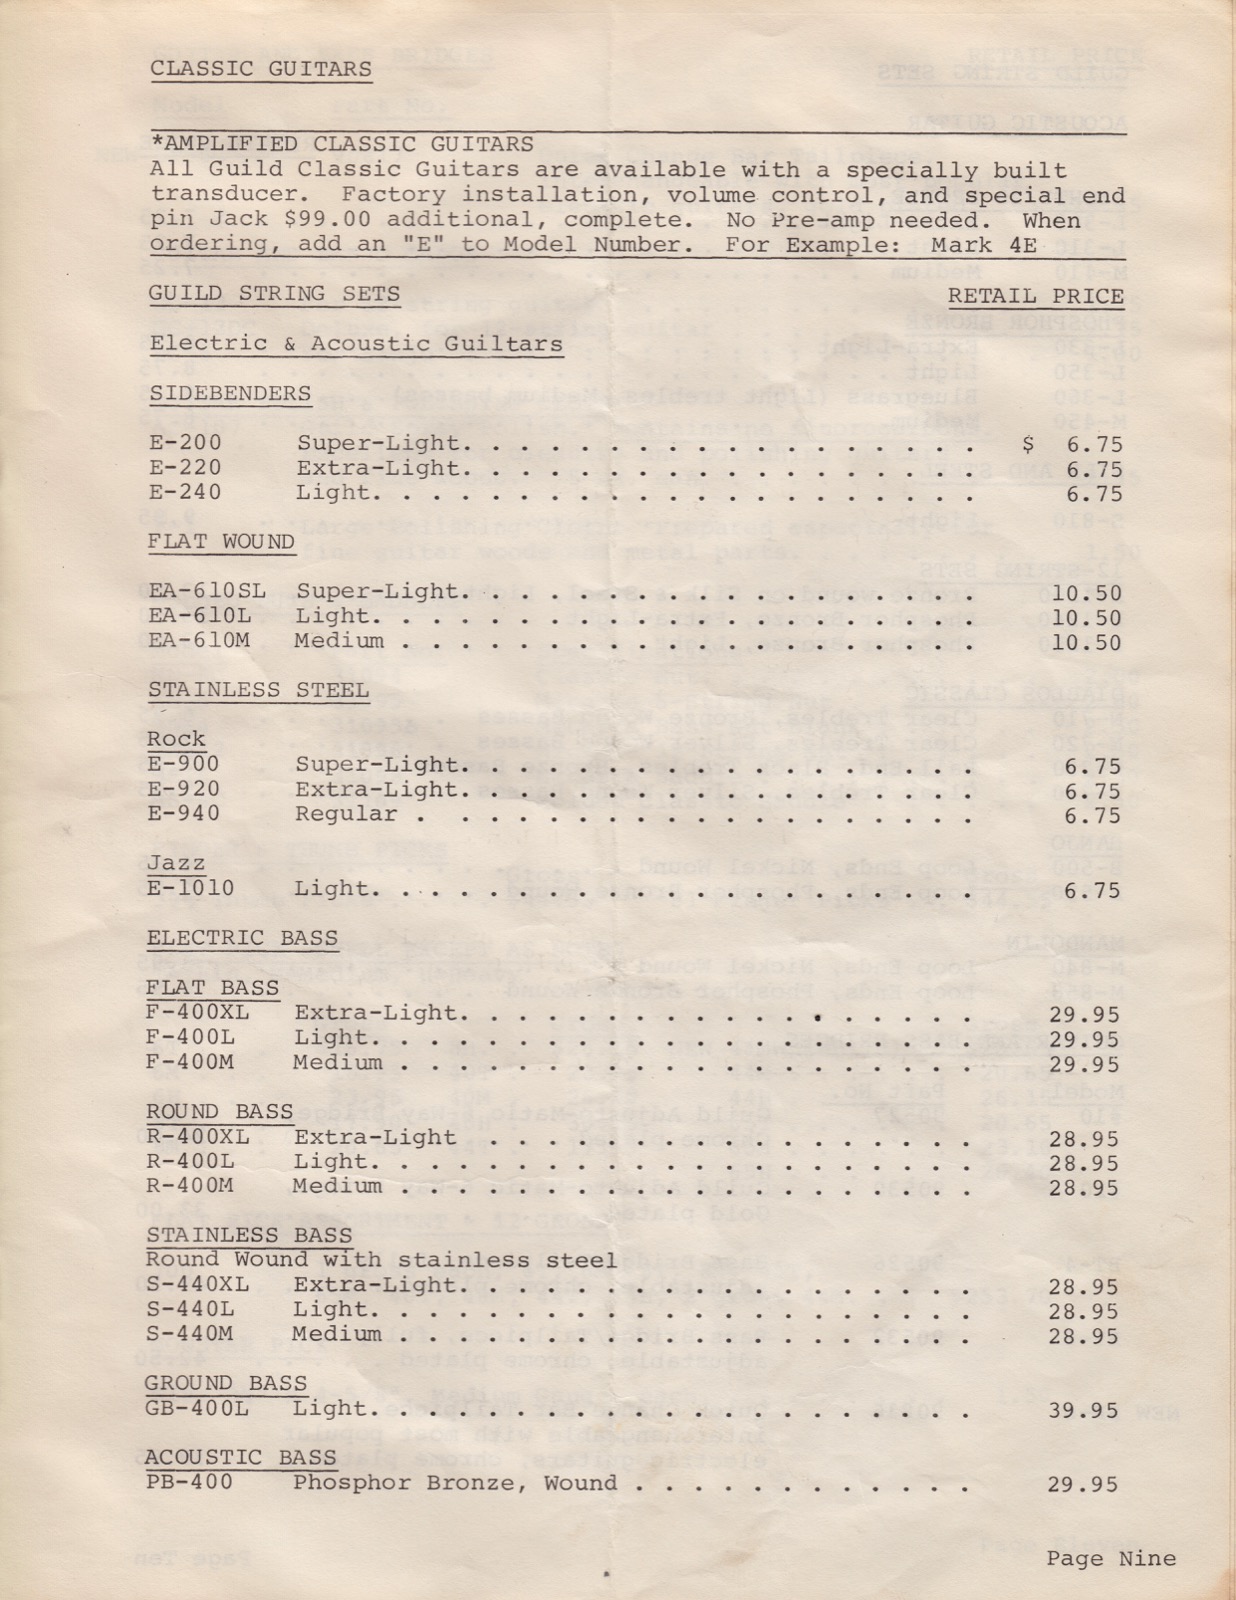 CLASSIC GUITARS
*AMPLIFIED CLASSIC GUITARS
All Guild Classic Guitars are available with a specially built
transducer. Factory installation, volume control, and special end
pin Jack $99.00 additional, complete. No Pre-amp needed. When
ordering, add an "E" to Model Number. For Example: Mark 4E
GUILD STRING SETS RETAIL PRICE
Electric & Acoustic Guiltars
SIDEBENDERS
E-200 Super-Light. . . . . . . . . . . . . . . . . . $ 6.75
E-220 Extra-Light. . . . . . . . . . . . . . . . . . 6.75
E-240 Light. . . . . . . . . . . . . . . . . . . . . 6.75
FLAT WOUND
EA-610SL Super-Light. . . . . . . . . . . . . . . . . . 10.50
EA-610L Light. . . . . . . . . . . . . . . . . . . . . 10.50
EA-610M Medium . . . . . . . . . . . . . . . . . . . . 10.50
STAINLESS STEEL
Rock
E-900 Super-Light. . . . . . . . . . . . . . . . . . 6.75
E-920 Extra-Light. . . . . . . . . . . . . . . . . . 6.75
E-940 Regular . . . . . . . . . . . . . . . . . . . 6.75
Jazz
E-1010 Light. . . . . . . . . . . . . . . . . . . . . 6.75
ELECTRIC BASS
FLAT BASS
F-400XL Extra-Light. . . . . . . . . . . . . . . . . . 29.95
F-400L Light. . . . . . . . . . . . . . . . . . . . . 29.95
F-400M Medium . . . . . . . . . . . . . . . . . . . . 29.95
ROUND BASS
R-400XL Extra-Light . . . . . . . . . . . . . . . . . 28.95
R-400L Light. . . . . . . . . . . . . . . . . . . . . 28.95
R-400M Medium . . . . . . . . . . . . . . . . . . . . 28.95
STAINLESS BASS
Round Wound with stainless steel
S-440XL Extra-Light. . . . . . . . . . . . . . . . . . 28.95
S-440L Light. . . . . . . . . . . . . . . . . . . . . 28.95
S-440M Medium . . . . . . . . . . . . . . . . . . . . 28.95
GROUND BASS
GB-400L Light. . . . . . . . . . . . . . . . . . . . . 39.95
ACOUSTIC BASS
PB-400 Phosphor Bronze, Wound . . . . . . . . . . . . 29.95
Page Nine